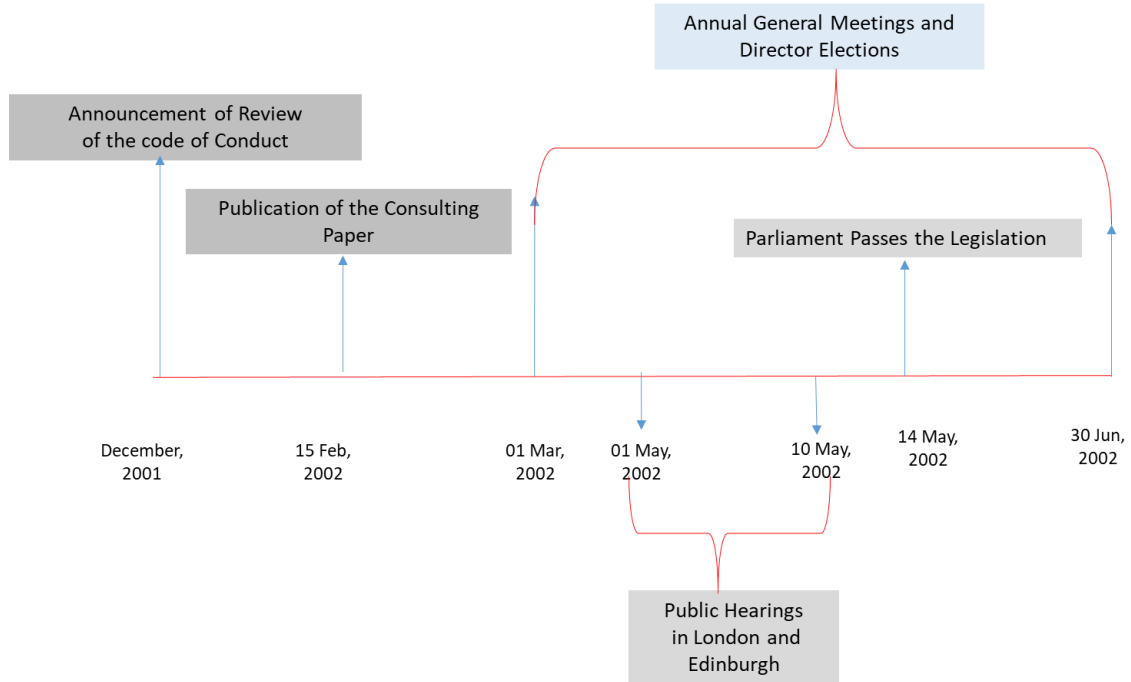 Annual General Meetings and
Director Elections
Announcement of Review
of the code of Conduct
Publication of the Consulting
Paper
Parliament Passes the Legislation
December,
2001
15 Feb,
2002
01 Mar,
2002
01 May,
2002
10 May,
2002
14 May,
2002
30 Jun,
2002
Public Hearings
in London and
Edinburgh